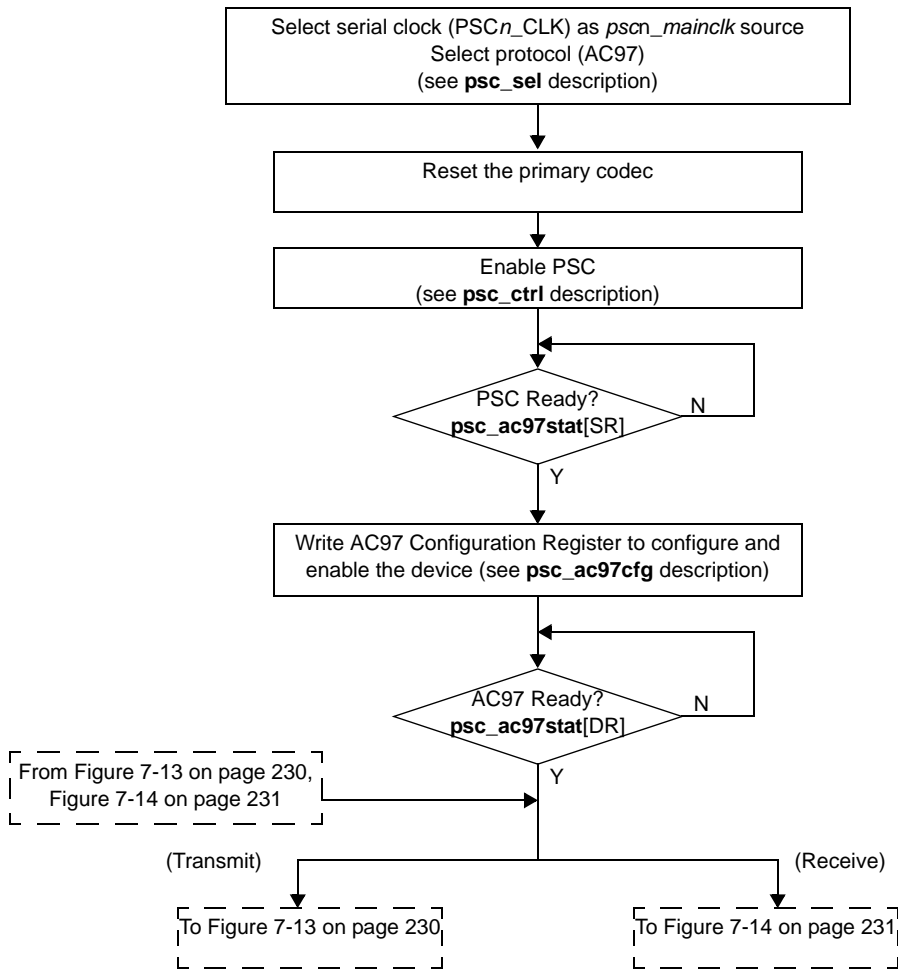 Select serial clock (PSCn_CLK) as pscn_mainclk source
Select protocol (AC97)
(see psc_sel description)
Reset the primary codec
Enable PSC
(see psc_ctrl description)
PSC Ready?
psc_ac97stat[SR]
N
Y
Write AC97 Configuration Register to configure and
enable the device (see psc_ac97cfg description)
AC97 Ready?
psc_ac97stat[DR]
N
Y
From Figure 7-13 on page 230,
Figure 7-14 on page 231
(Transmit)
(Receive)
To Figure 7-13 on page 230
To Figure 7-14 on page 231